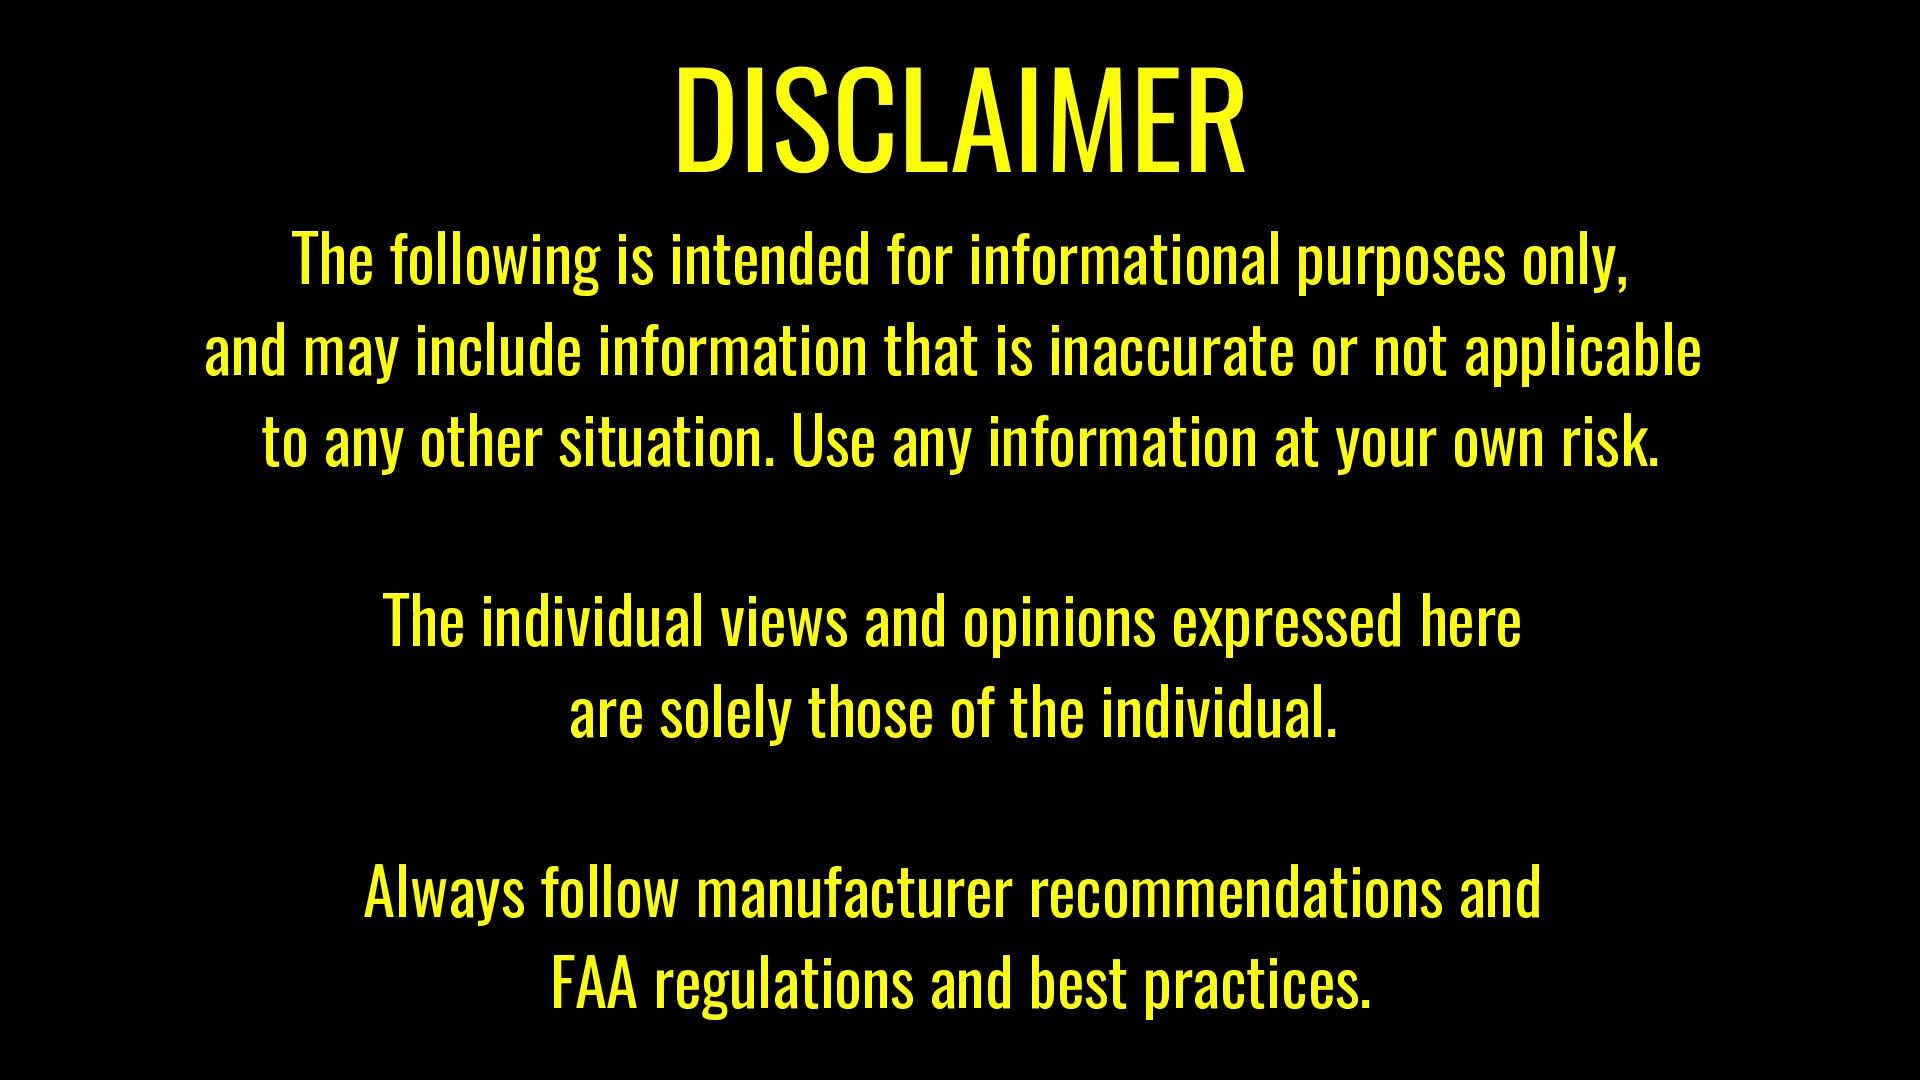 DISCLAIMER
The following is intended for informational purposes only,
and may include information that is inaccurate or not applicable
to any other situation. Use any information at your own risk.
The individual views and opinions expressed here
are solely those of the individual.
Always follow manufacturer recommendations and
FAA regulations and best practices.